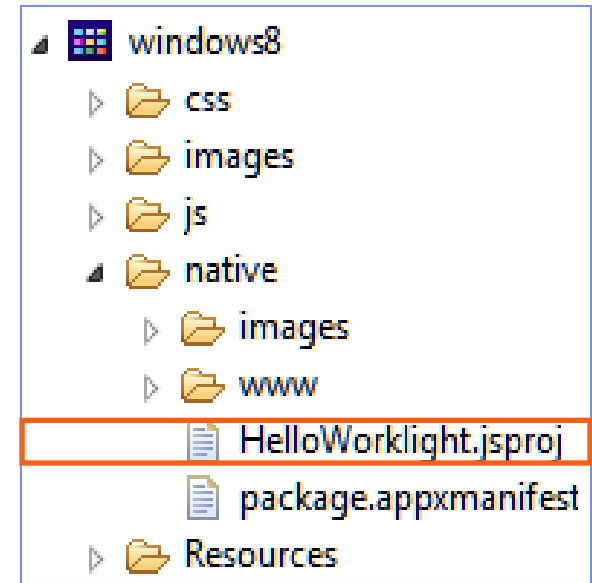 windows8
css
images
js
native
images
www
HelloWorklight.jsproj
package.appxmanifest
Resources